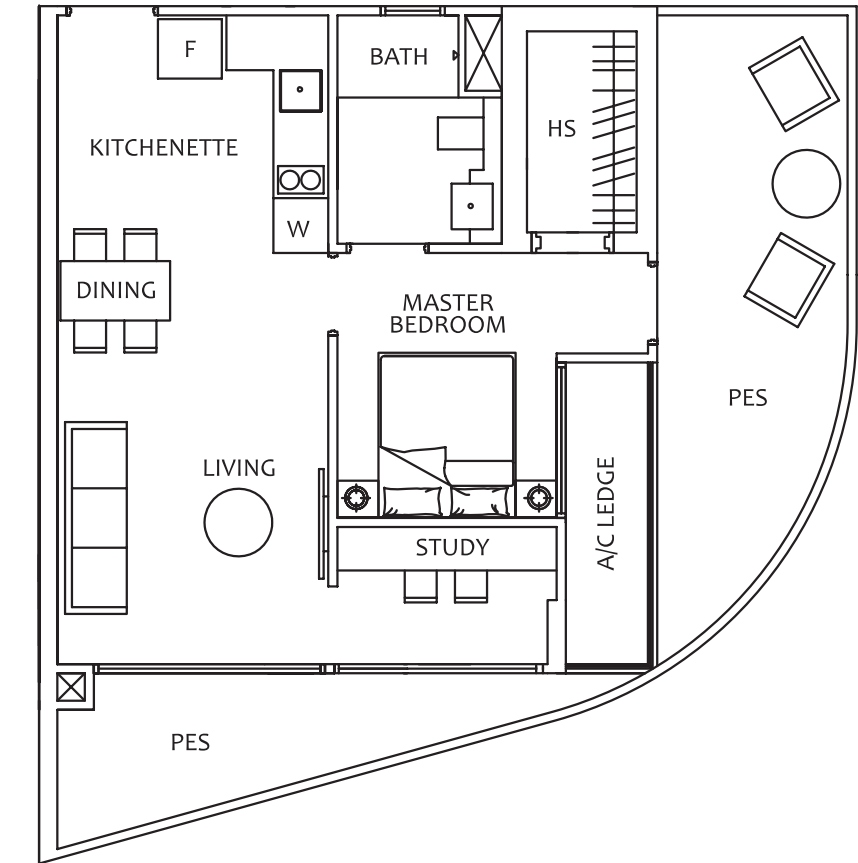 F
BATH
HS
KITCHENETTE
W
DINING
MASTER
BEDROOM
PES
LIVING
A/C LEDGE
STUDY
PES